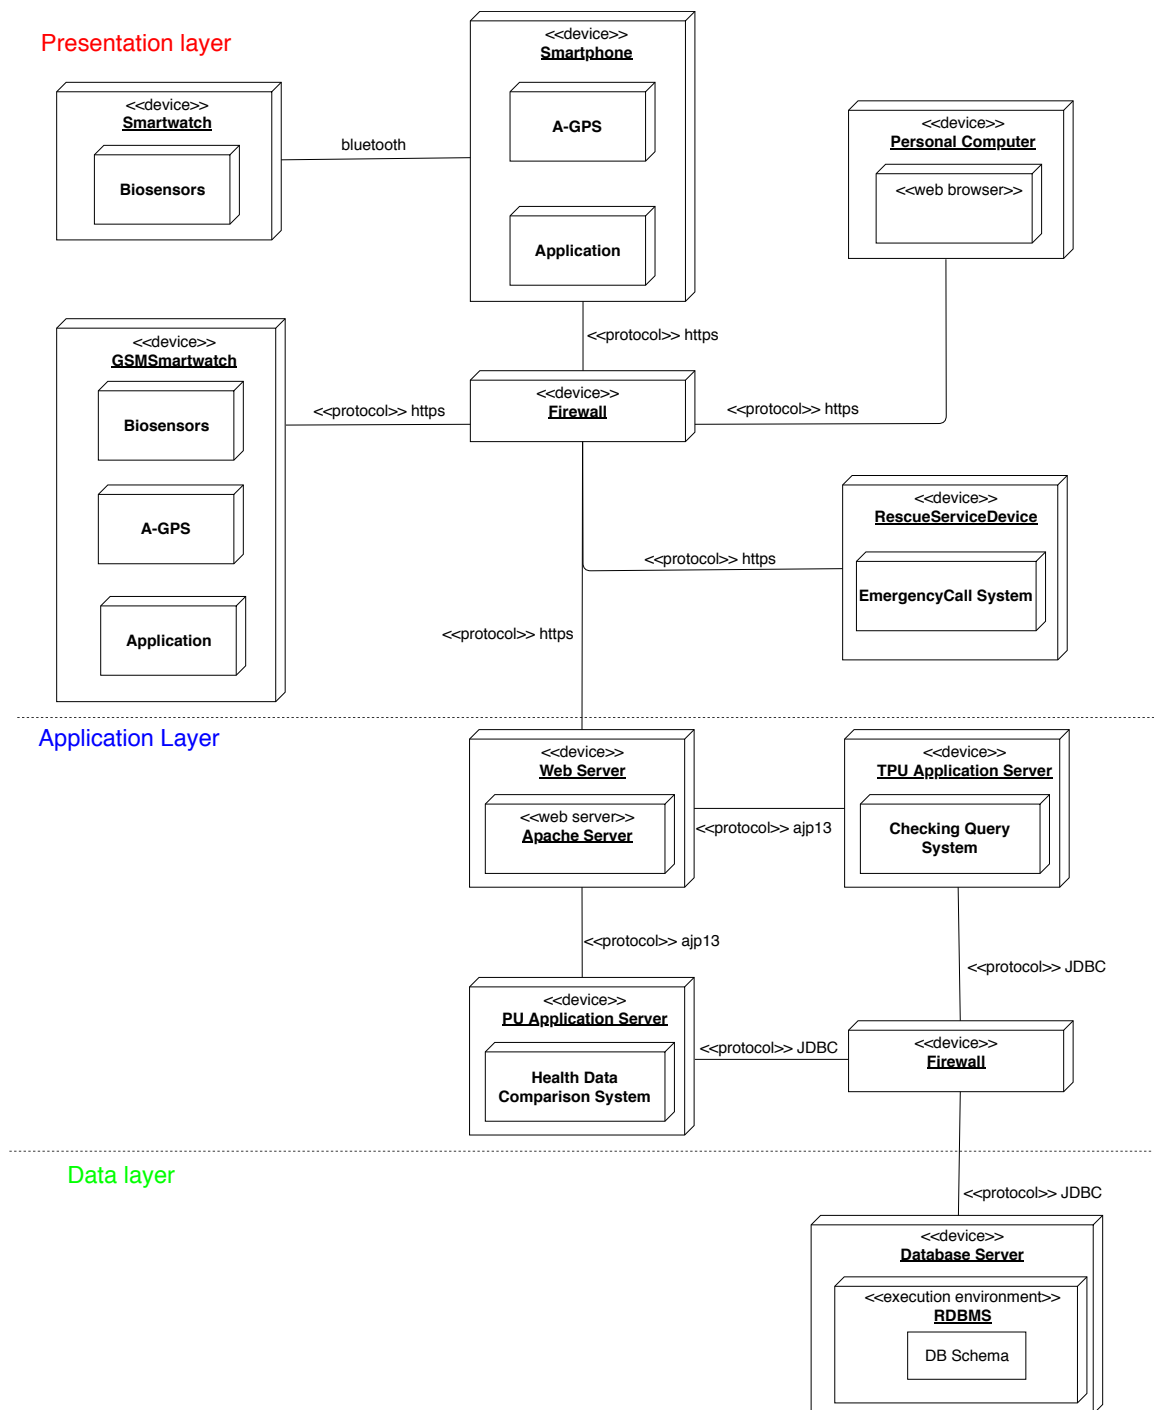 Presentation layer
<<device>>
Smartphone
A-GPS
Application
<<device>>
Smartwatch
Biosensors
bluetooth
<<device>>
Personal Computer
<<web browser>>
<<protocol>> https
<<device>>
GSMSmartwatch
Biosensors
A-GPS
Application
<<protocol>> https
<<device>>
Firewall
<<protocol>> https
<<device>>
RescueServiceDevice
EmergencyCall System
<<protocol>> https
<<protocol>> https
Application Layer
<<device>>
Web Server
<<web server>>
Apache Server
<<protocol>> ajp13
<<device>>
TPU Application Server
Checking Query
System
<<protocol>> ajp13
<<protocol>> JDBC
<<device>>
PU Application Server
Health Data
Comparison System
<<protocol>> JDBC
<<device>>
Firewall
Data layer
<<protocol>> JDBC
<<device>>
Database Server
<<execution environment>>
RDBMS
DB Schema